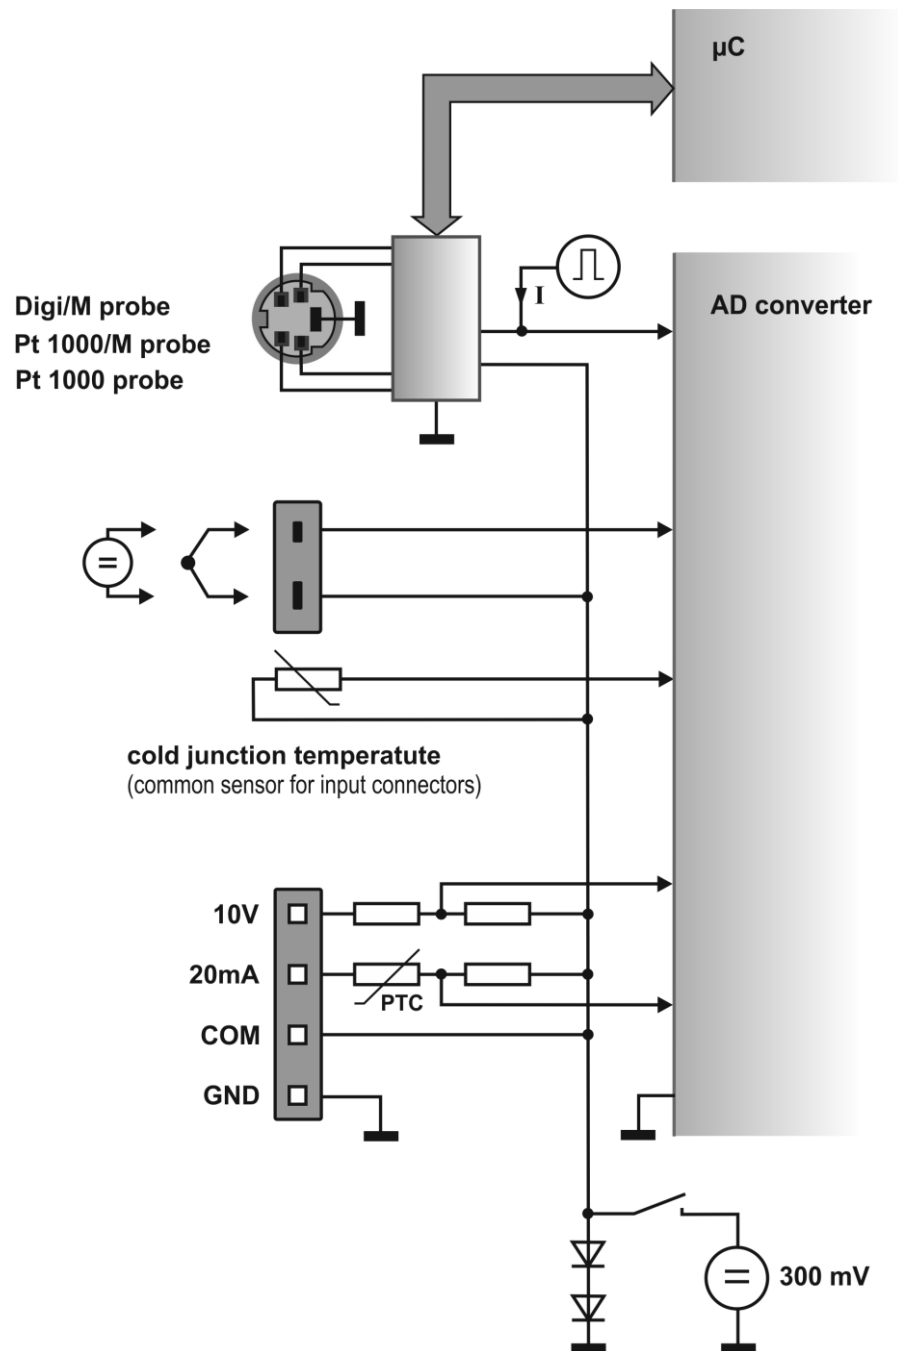 µC
I
AD converter
Digi/M probe
Pt 1000/M probe
Pt 1000 probe
cold junction temperatute
(common sensor for input connectors)
10V
20mA
PTC
COM
GND
300 mV